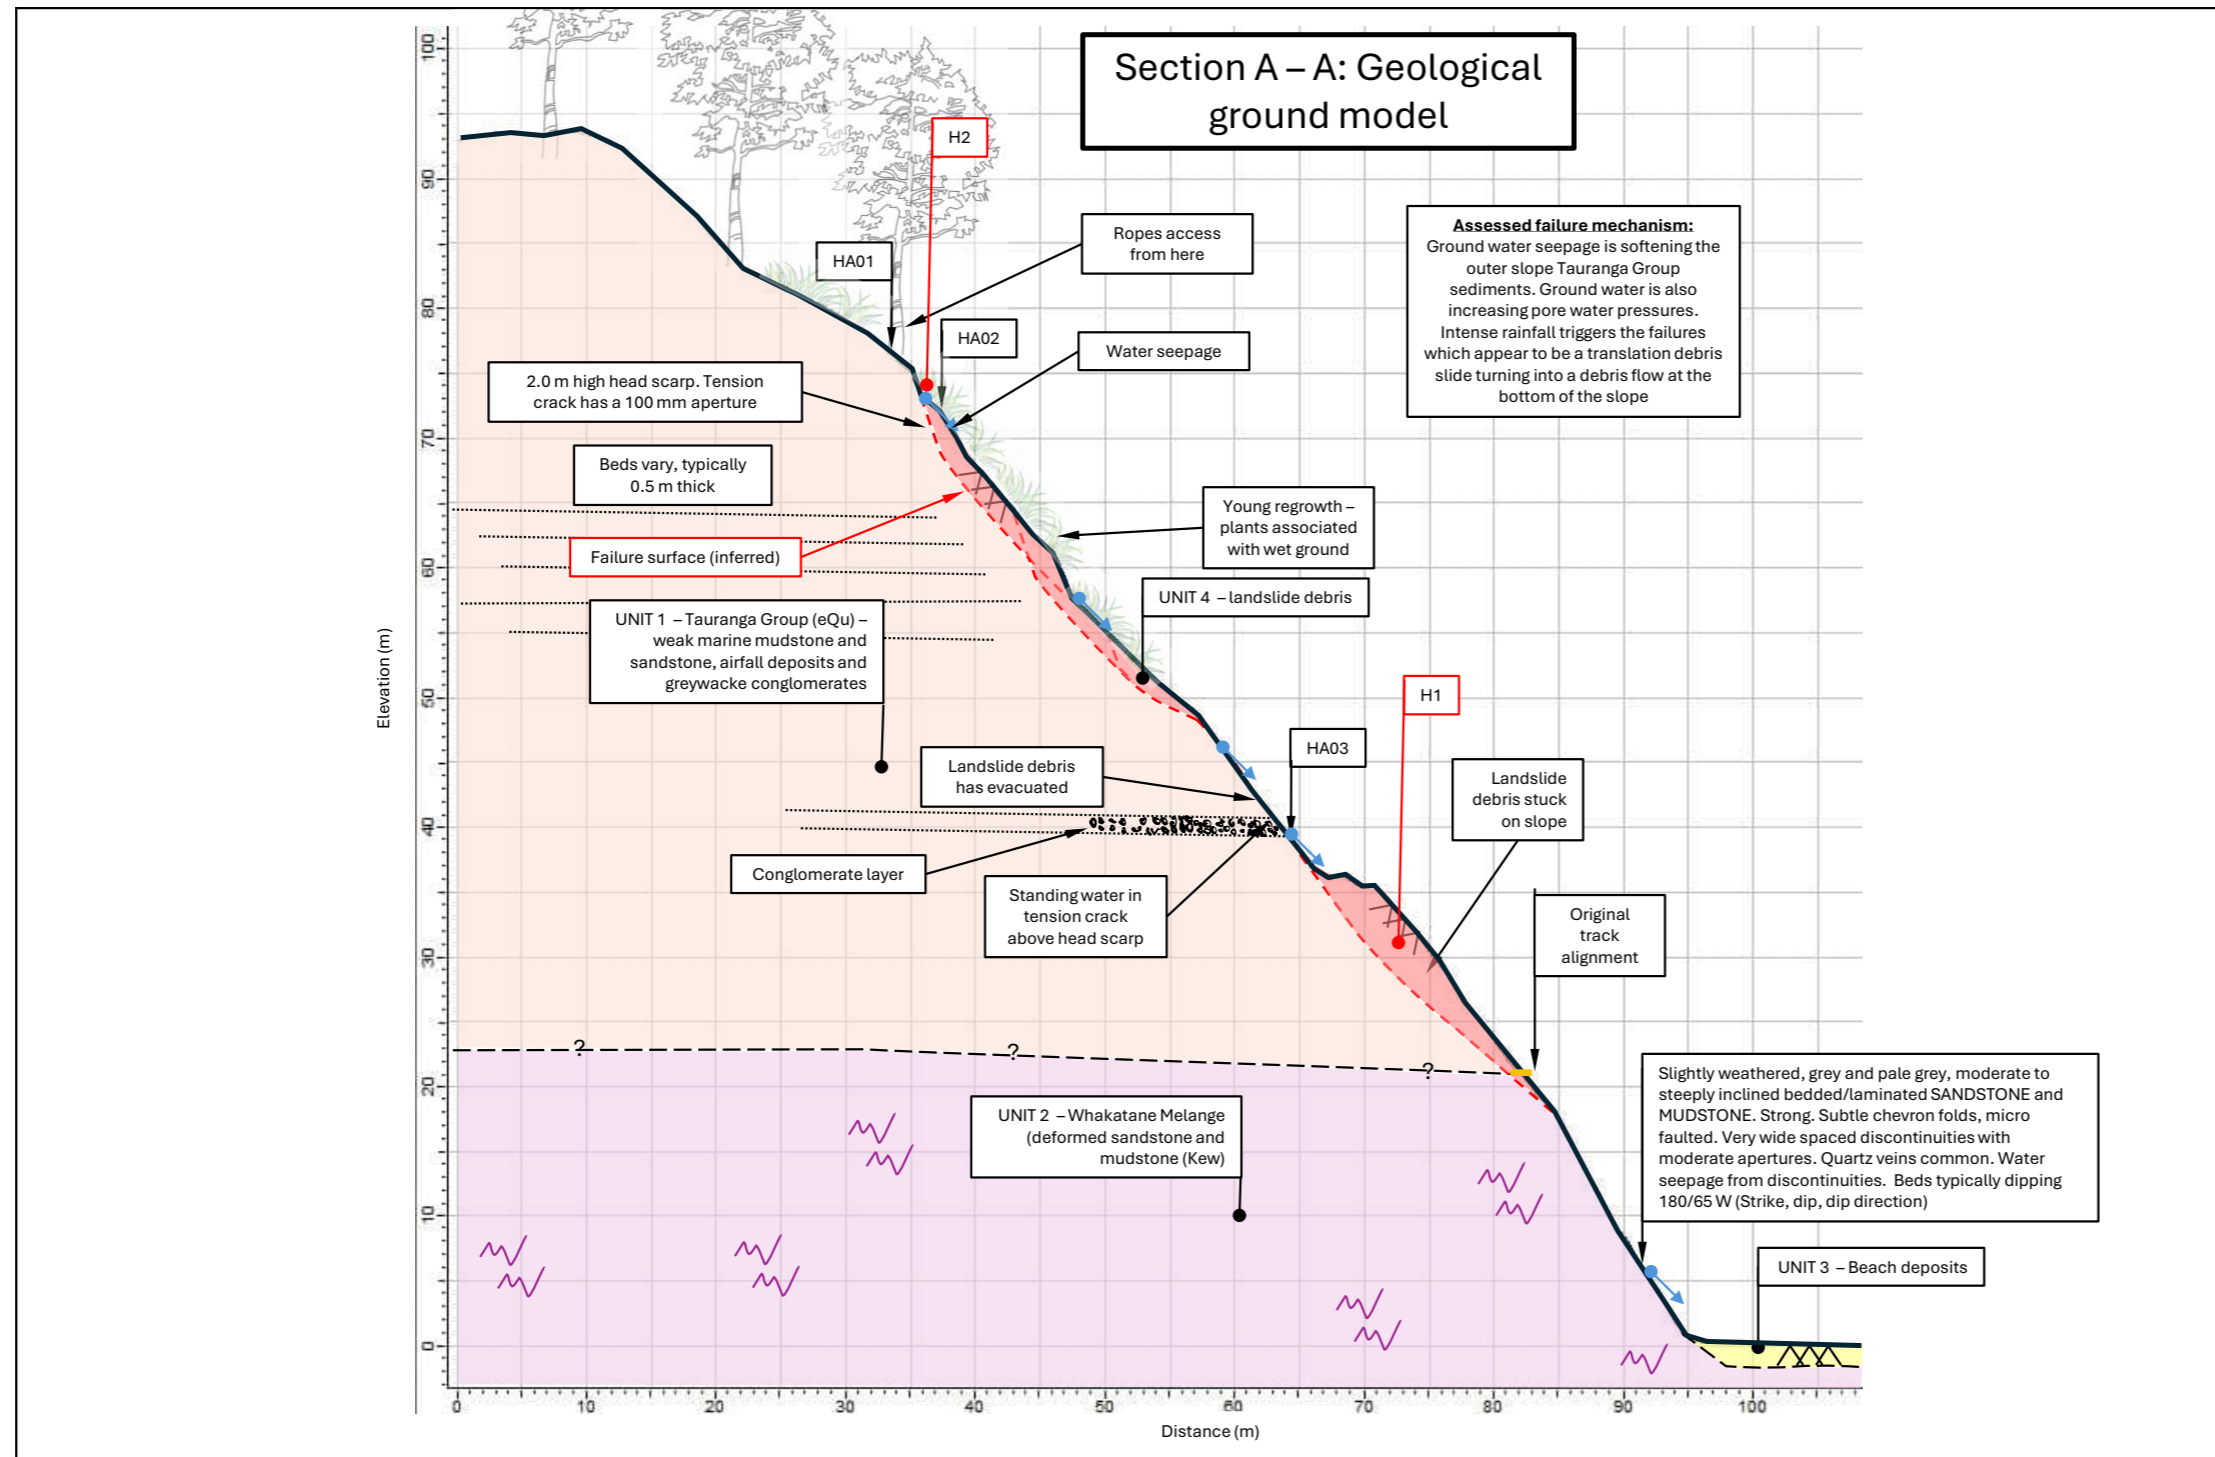 Section A – A: Geological
ground model
H2
Ropes access
from here
HA01
HA02
Water seepage
Assessed failure mechanism:
Ground water seepage is softening the
outer slope Tauranga Group
sediments. Ground water is also
increasing pore water pressures.
Intense rainfall triggers the failures
which appear to be a translation debris
slide turning into a debris flow at the
bottom of the slope
2.0 m high head scarp. Tension
crack has a 100 mm aperture
Beds vary, typically
0.5 m thick
Failure surface (inferred)
Young regrowth –
plants associated
with wet ground
UNIT 4 – landslide debris
UNIT 1 – Tauranga Group (eQu) –
weak marine mudstone and
sandstone, airfall deposits and
greywacke conglomerates
H1
HA03
Landslide debris
has evacuated
Landslide
debris stuck
on slope
Conglomerate layer
Standing water in
tension crack
above head scarp
Original
track
alignment
?
?
?
UNIT 2 – Whakatane Melange
(deformed sandstone and
mudstone (Kew)
Slightly weathered, grey and pale grey, moderate to
steeply inclined bedded/laminated SANDSTONE and
MUDSTONE. Strong. Subtle chevron folds, micro
faulted. Very wide spaced discontinuities with
moderate apertures. Quartz veins common. Water
seepage from discontinuities. Beds typically dipping
180/65 W (Strike, dip, dip direction)
UNIT 3 – Beach deposits
Elevation (m)
100
90
80
70
60
50
40
30
20
10
0
0 10 20 30 40 50 60 70 80 90 100
Distance (m)